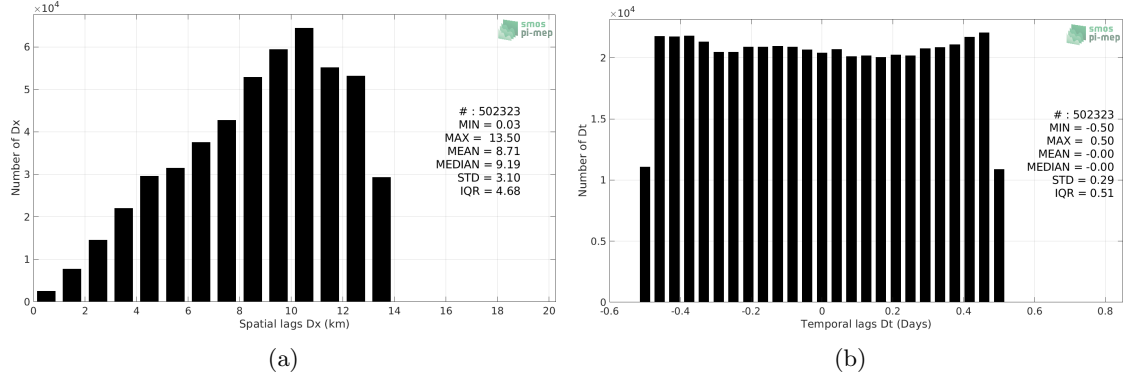 ×10⁴
smos
pi-mep
6
5
4
3
2
1
0
Number of Dx
# : 502323
MIN = 0.03
MAX = 13.50
MEAN = 8.71
MEDIAN = 9.19
STD = 3.10
IQR = 4.68
0 2 4 6 8 10 12 14 16 18 20
Spatial lags Dx (km)
(a)
×10⁴
smos
pi-mep
2
1.5
1
0.5
0
Number of Dt
# : 502323
MIN = -0.50
MAX = 0.50
MEAN = -0.00
MEDIAN = -0.00
STD = 0.29
IQR = 0.51
-0.6 -0.4 -0.2 0 0.2 0.4 0.6 0.8
Temporal lags Dt (Days)
(b)